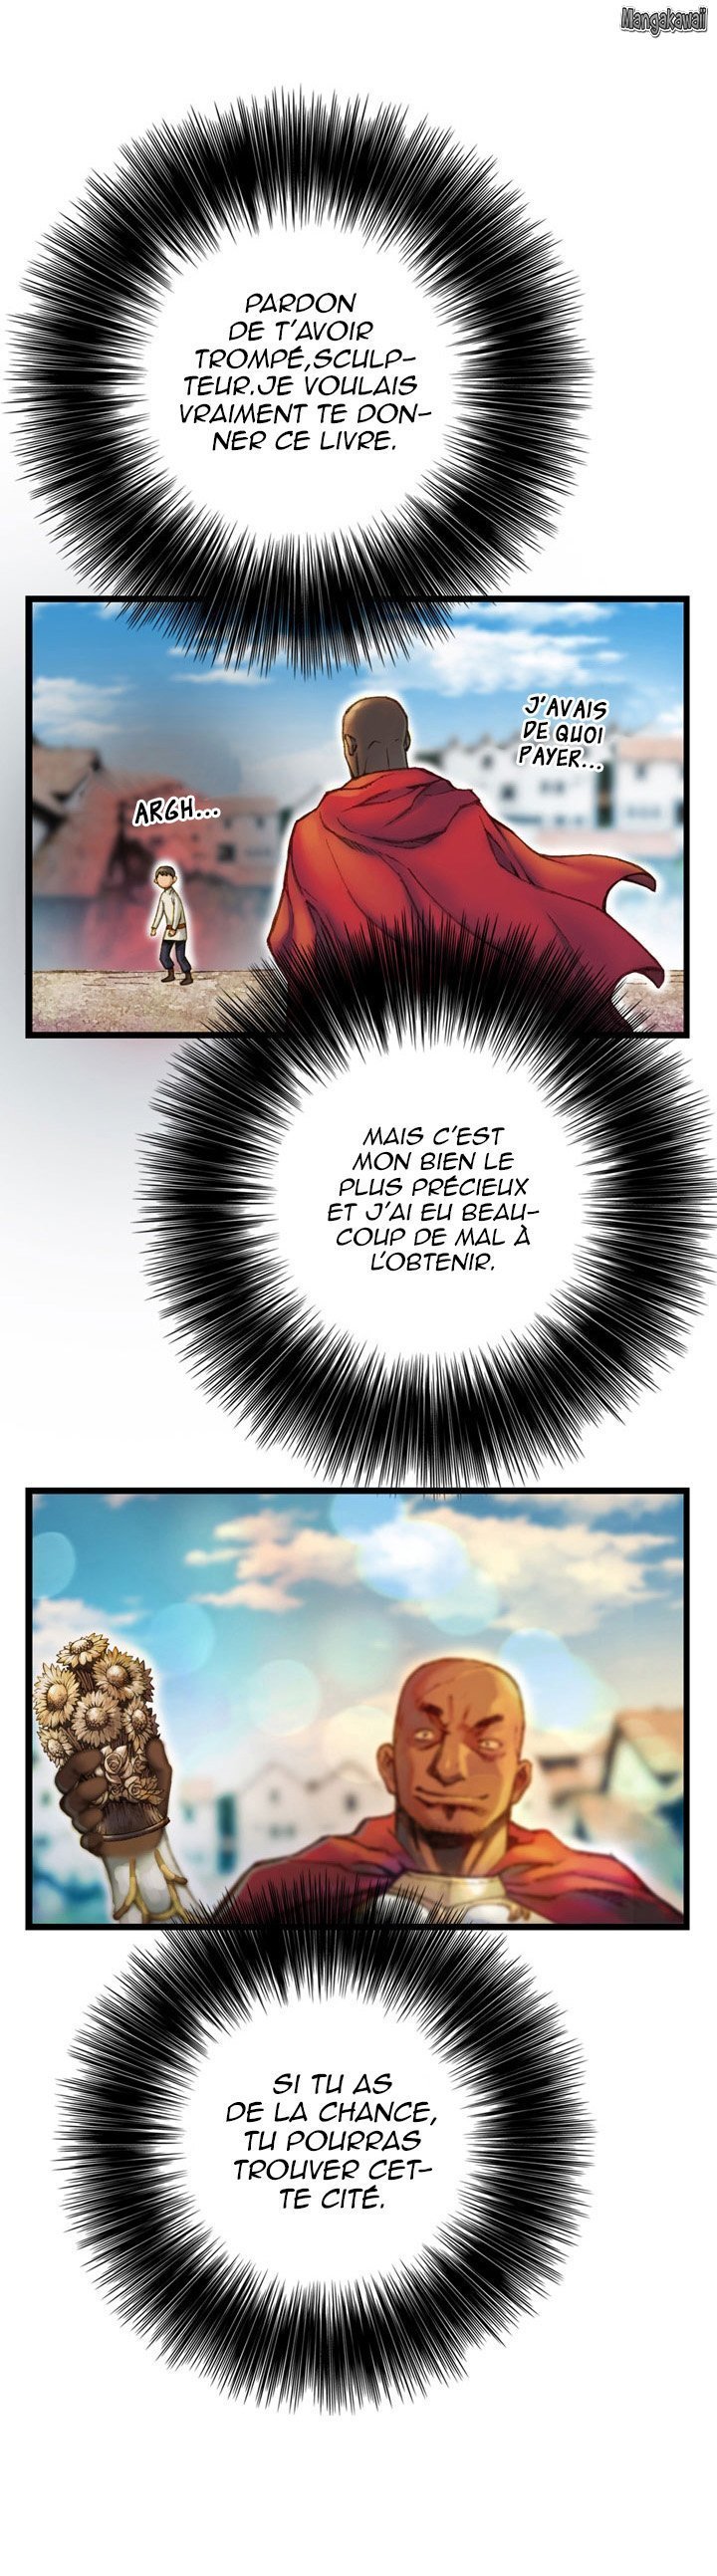 Mangakawaii
PARDON
DE T'AVOIR
TROMPÉ,SCULP-
TEUR.JE VOULAIS
VRAIMENT TE DON-
NER CE LIVRE.
J'AVAIS
DE QUOI
PAYER...
ARGH...
MAIS C'EST
MON BIEN LE
PLUS PRÉCIEUX
ET J'AI EU BEAU-
COUP DE MAL À
L'OBTENIR.
SI TU AS
DE LA CHANCE,
TU POURRAS
TROUVER CET-
TE CITÉ.